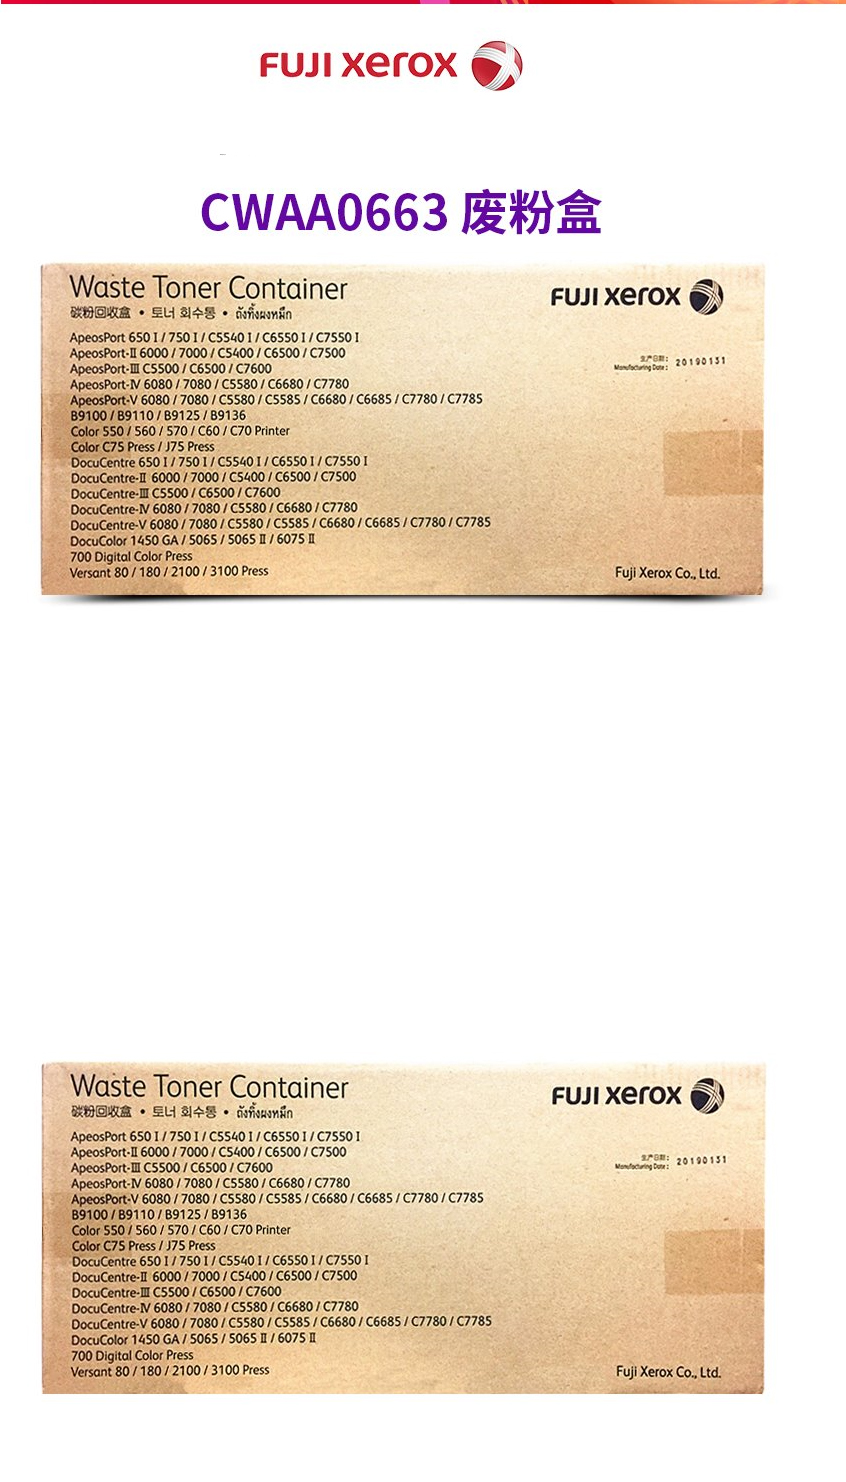 FUJI xerox
CWAA0663 废粉盒
Waste Toner Container
碳粉回收盒 • 토너 회수통 • ถังทิ้งผงหมึก
FUJI xerox
ApeosPort 650 I / 750 I / C5540 I / C6550 I / C7550 I
ApeosPort-Ⅱ 6000 / 7000 / C5400 / C6500 / C7500
ApeosPort-Ⅲ C5500 / C6500 / C7600
ApeosPort-Ⅳ 6080 / 7080 / C5580 / C6680 / C7780
ApeosPort-V 6080 / 7080 / C5580 / C5585 / C6680 / C6685 / C7780 / C7785
B9100 / B9110 / B9125 / B9136
Color 550 / 560 / 570 / C60 / C70 Printer
Color C75 Press / J75 Press
DocuCentre 650 I / 750 I / C5540 I / C6550 I / C7550 I
DocuCentre-Ⅱ 6000 / 7000 / C5400 / C6500 / C7500
DocuCentre-Ⅲ C5500 / C6500 / C7600
DocuCentre-Ⅳ 6080 / 7080 / C5580 / C6680 / C7780
DocuCentre-V 6080 / 7080 / C5580 / C5585 / C6680 / C6685 / C7780 / C7785
DocuColor 1450 GA / 5065 / 5065 Ⅱ / 6075 Ⅱ
700 Digital Color Press
Versant 80 / 180 / 2100 / 3100 Press
生产日期:
Manufacturing Date : 20190131
Fuji Xerox Co., Ltd.
Waste Toner Container
碳粉回收盒 • 토너 회수통 • ถังทิ้งผงหมึก
FUJI xerox
ApeosPort 650 I / 750 I / C5540 I / C6550 I / C7550 I
ApeosPort-Ⅱ 6000 / 7000 / C5400 / C6500 / C7500
ApeosPort-Ⅲ C5500 / C6500 / C7600
ApeosPort-Ⅳ 6080 / 7080 / C5580 / C6680 / C7780
ApeosPort-V 6080 / 7080 / C5580 / C5585 / C6680 / C6685 / C7780 / C7785
B9100 / B9110 / B9125 / B9136
Color 550 / 560 / 570 / C60 / C70 Printer
Color C75 Press / J75 Press
DocuCentre 650 I / 750 I / C5540 I / C6550 I / C7550 I
DocuCentre-Ⅱ 6000 / 7000 / C5400 / C6500 / C7500
DocuCentre-Ⅲ C5500 / C6500 / C7600
DocuCentre-Ⅳ 6080 / 7080 / C5580 / C6680 / C7780
DocuCentre-V 6080 / 7080 / C5580 / C5585 / C6680 / C6685 / C7780 / C7785
DocuColor 1450 GA / 5065 / 5065 Ⅱ / 6075 Ⅱ
700 Digital Color Press
Versant 80 / 180 / 2100 / 3100 Press
生产日期:
Manufacturing Date : 20190131
Fuji Xerox Co., Ltd.